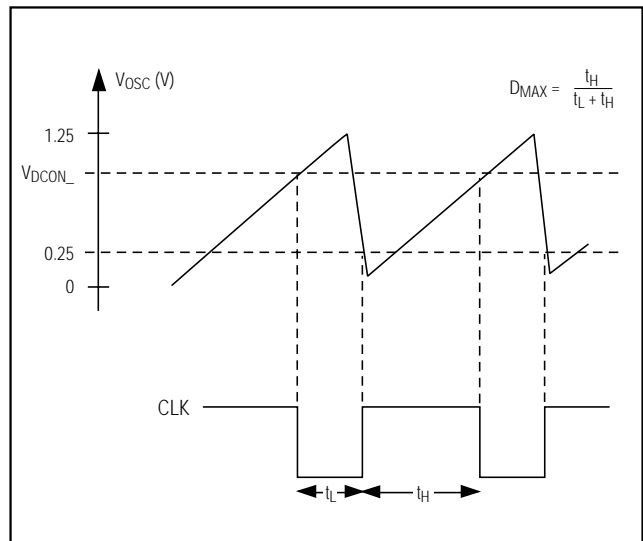 VOSC (V)
DMAX = tH
tL + tH
1.25
VDCON_
0.25
0
CLK
tL
tH